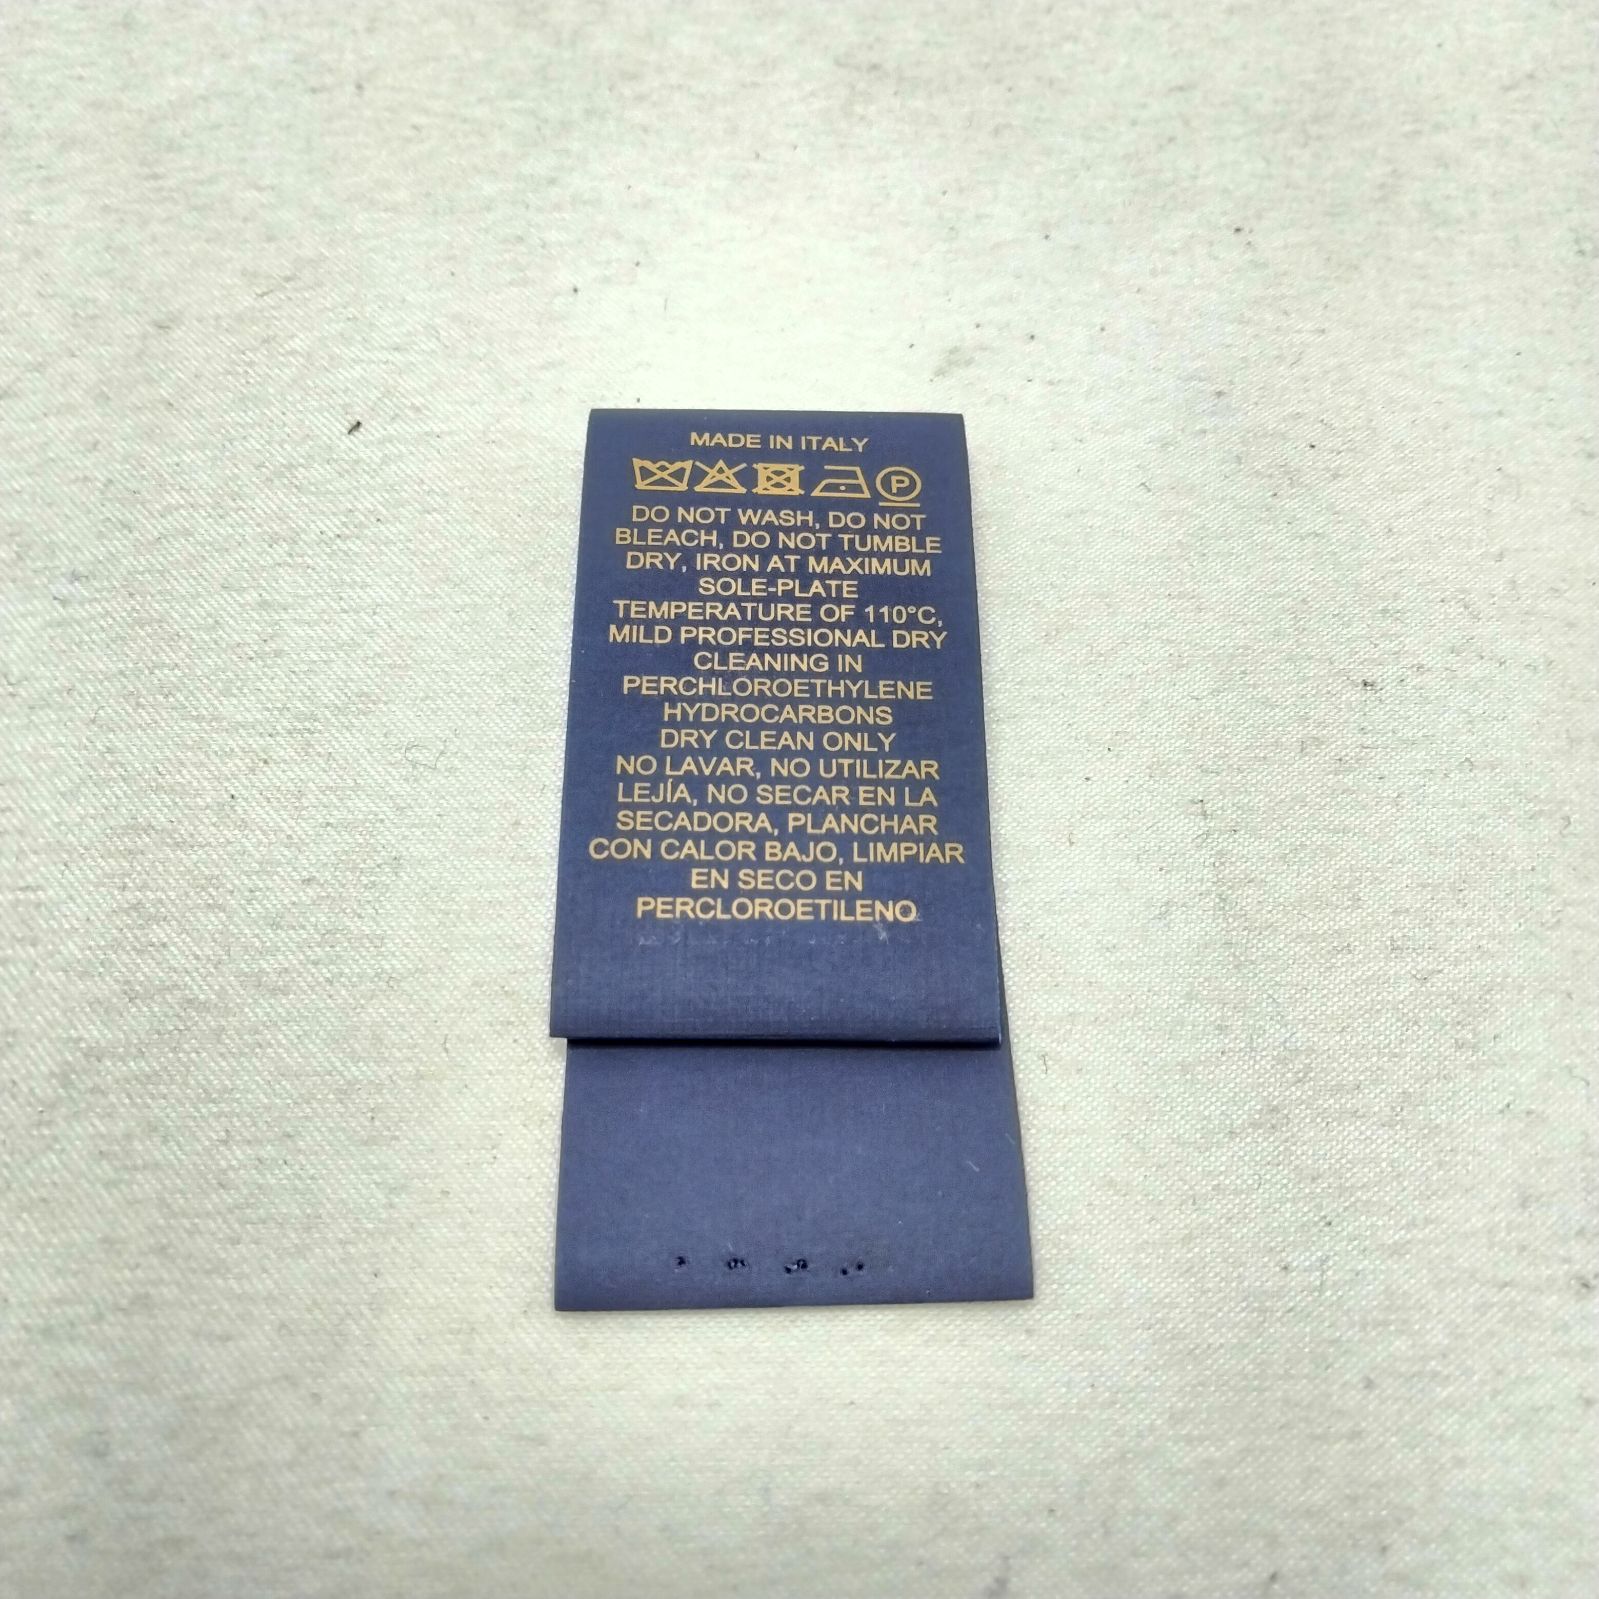 MADE IN ITALY
P
DO NOT WASH, DO NOT
BLEACH, DO NOT TUMBLE
DRY, IRON AT MAXIMUM
SOLE-PLATE
TEMPERATURE OF 110°C,
MILD PROFESSIONAL DRY
CLEANING IN
PERCHLOROETHYLENE
HYDROCARBONS
DRY CLEAN ONLY
NO LAVAR, NO UTILIZAR
LEJÍA, NO SECAR EN LA
SECADORA, PLANCHAR
CON CALOR BAJO, LIMPIAR
EN SECO EN
PERCLOROETILENO